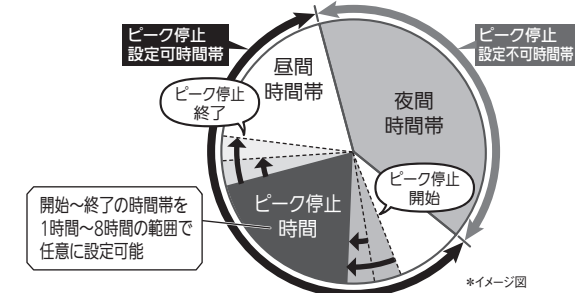 ピーク停止
設定可時間帯
ピーク停止
設定不可時間帯
昼間
時間帯
夜間
時間帯
ピーク停止
終了
ピーク停止
開始
開始～終了の時間帯を
1時間～8時間の範囲で
任意に設定可能
ピーク停止
時間
*イメージ図